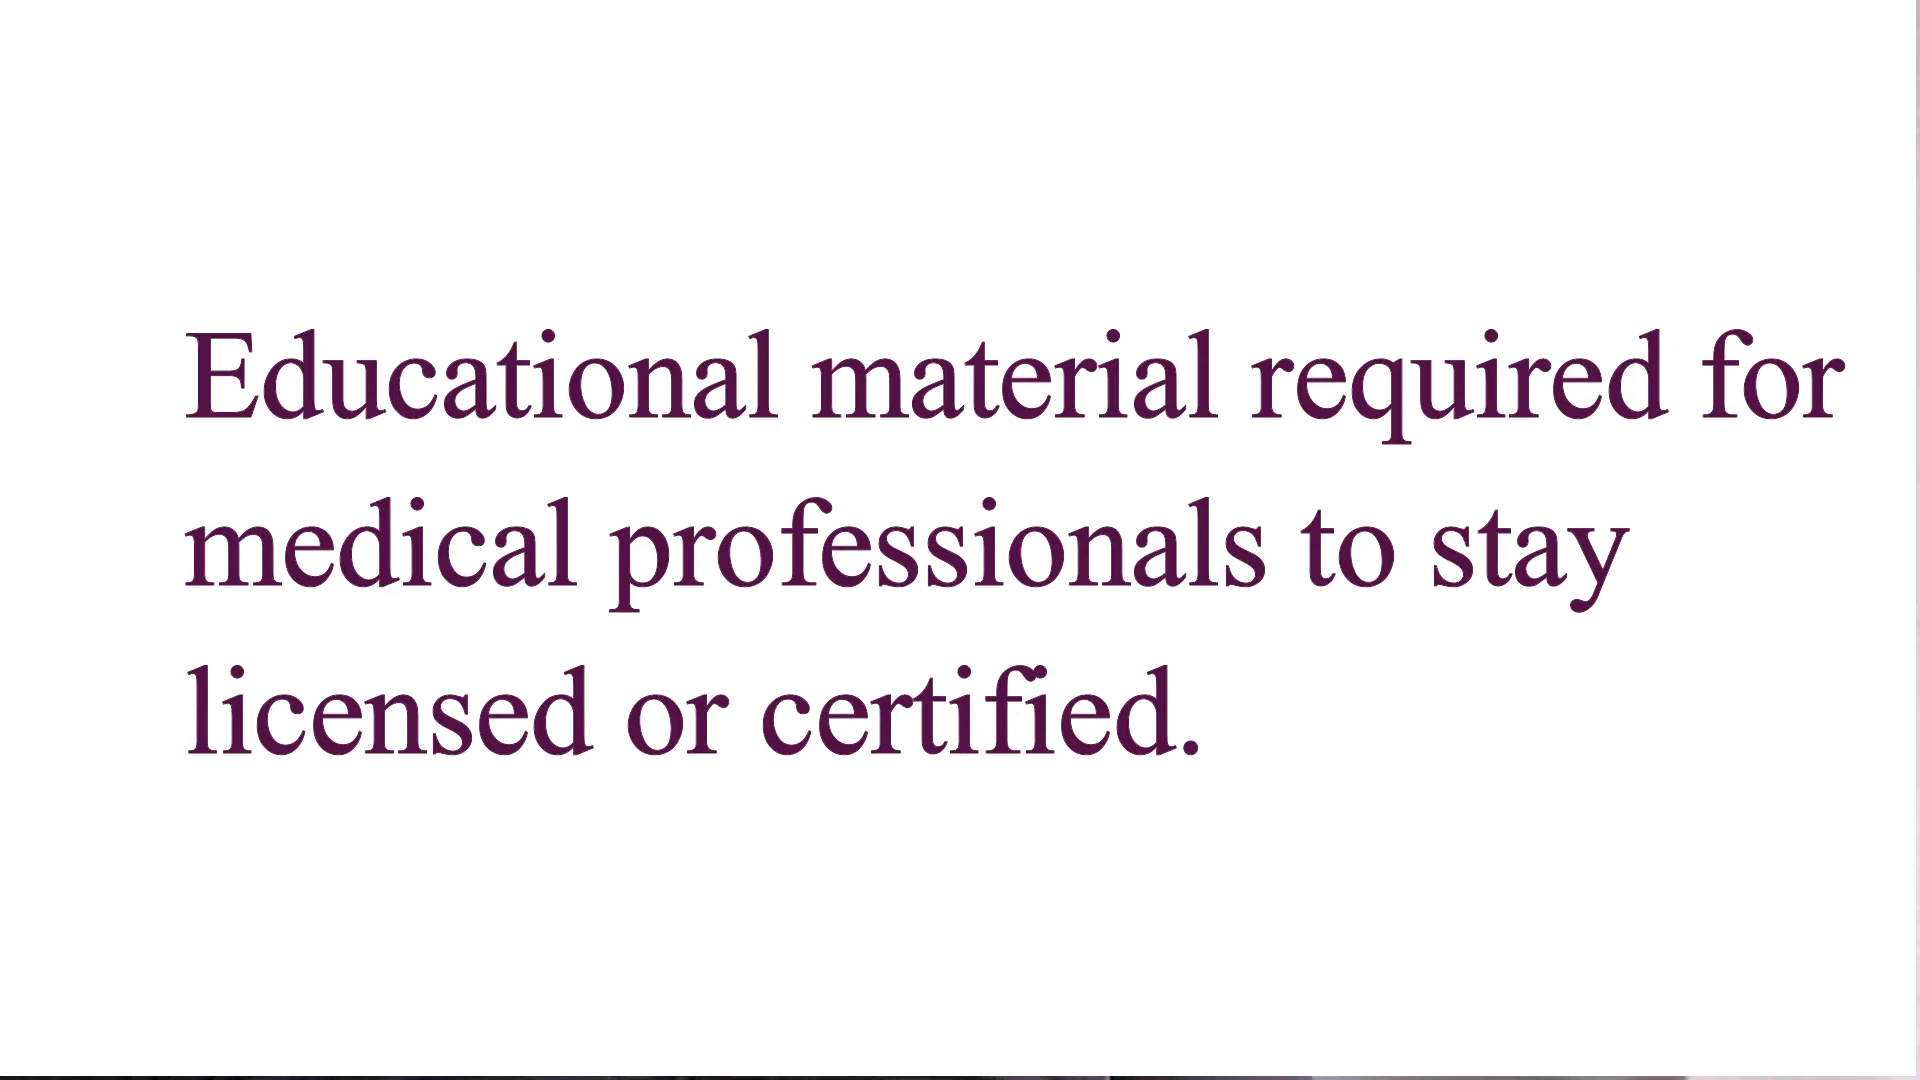 Educational material required for
medical professionals to stay
licensed or certified.